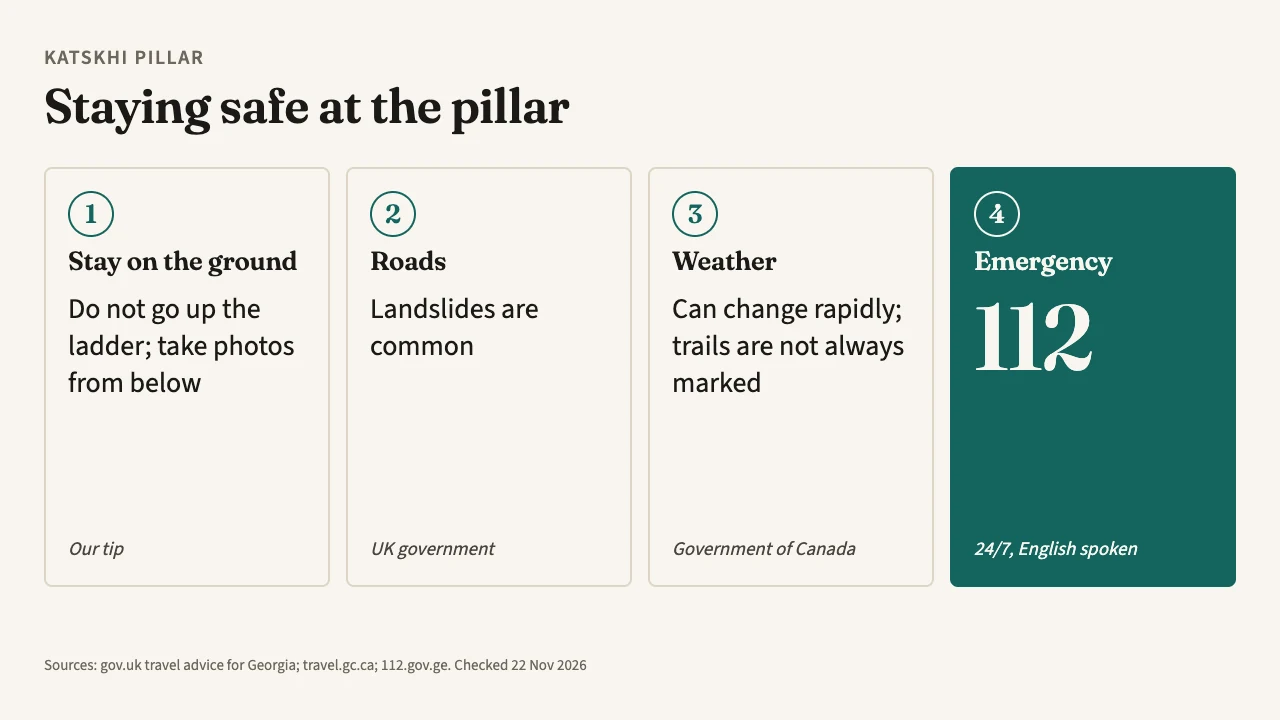 KATSKHI PILLAR
Staying safe at the pillar
1
Stay on the ground
Do not go up the
ladder; take photos
from below
Our tip
2
Roads
Landslides are
common
UK government
3
Weather
Can change rapidly;
trails are not always
marked
Government of Canada
4
Emergency
112
24/7, English spoken
Sources: gov.uk travel advice for Georgia; travel.gc.ca; 112.gov.ge. Checked 22 Nov 2026